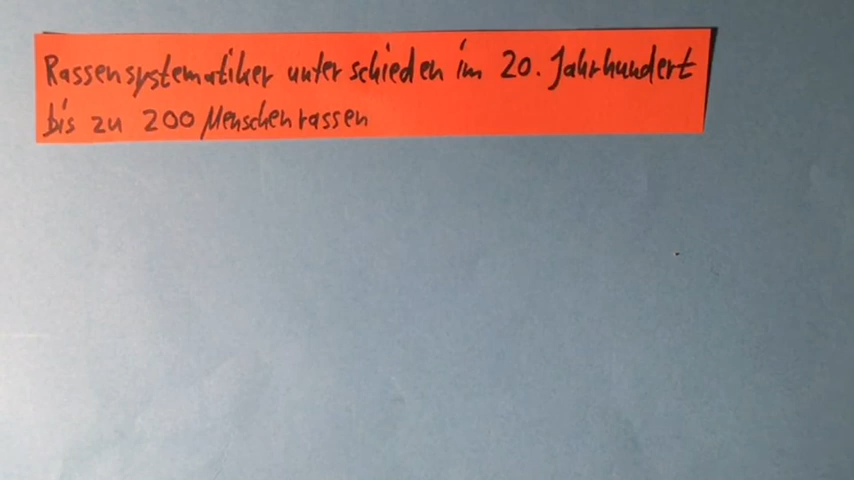 Rassensystematiker unterschieden im 20. Jahrhundert
bis zu 200 Menschenrassen